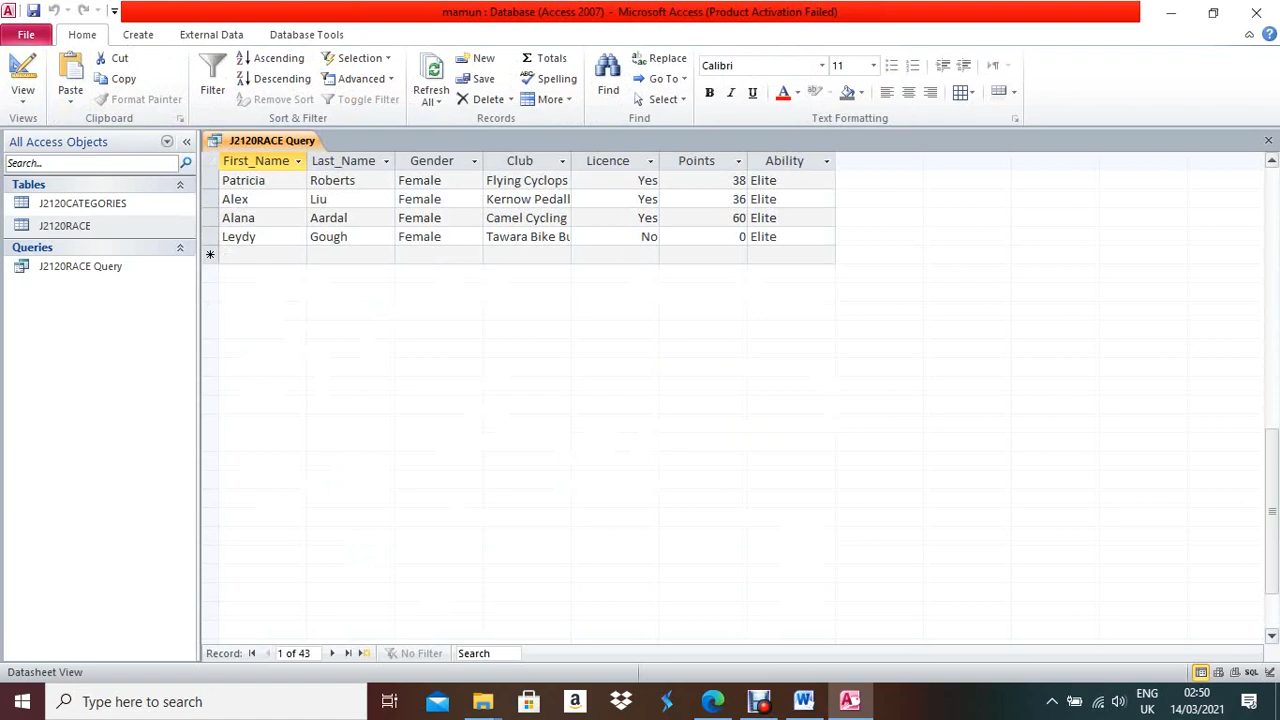 mamun : Database (Access 2007) - Microsoft Access (Product Activation Failed)
File Home Create External Data Database Tools
View Paste Cut Copy Format Painter Filter Ascending Descending Remove Sort Selection Advanced Toggle Filter Refresh All New Save Delete Totals Spelling More Find Replace Go To Select Calibri 11 B I U A
Views Clipboard Sort & Filter Records Find Text Formatting
All Access Objects
Search...
Tables
J2120CATEGORIES
J2120RACE
Queries
J2120RACE Query
J2120RACE Query
First_Name Last_Name Gender Club Licence Points Ability
Patricia Roberts Female Flying Cyclops Yes 38 Elite
Alex Liu Female Kernow Pedall Yes 36 Elite
Alana Aardal Female Camel Cycling Yes 60 Elite
Leydy Gough Female Tawara Bike Bu No 0 Elite
Record: 1 of 43 No Filter Search
Datasheet View SQL
Type here to search
ENG UK 02:50 14/03/2021